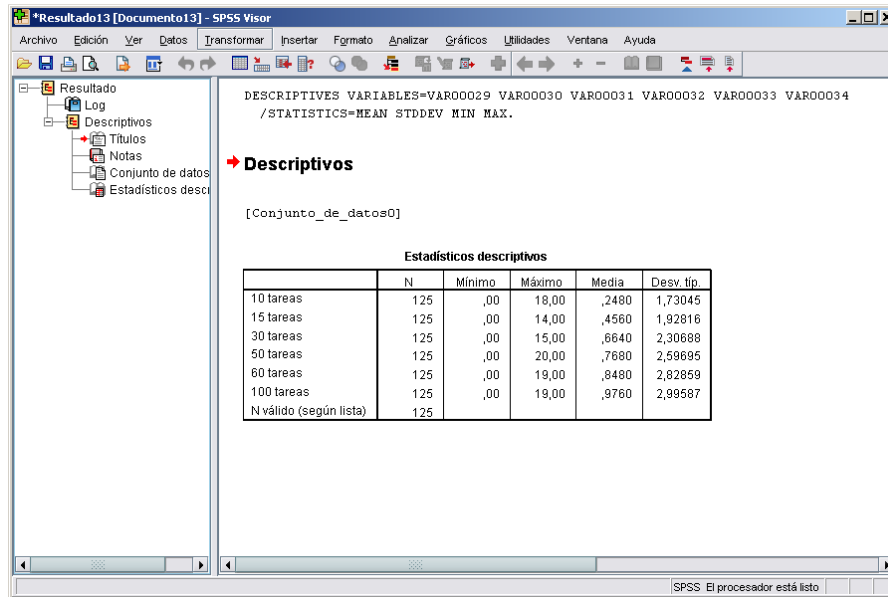 *Resultado13 [Documento13] - SPSS Visor
Archivo Edición Ver Datos Transformar Insertar Formato Analizar Gráficos Utilidades Ventana Ayuda
Resultado
Log
Descriptivos
Títulos
Notas
Conjunto de datos
Estadísticos descri
DESCRIPTIVES VARIABLES=VAR00029 VAR00030 VAR00031 VAR00032 VAR00033 VAR00034
/STATISTICS=MEAN STDDEV MIN MAX.
Descriptivos
[Conjunto_de_datos0]
Estadísticos descriptivos
N Mínimo Máximo Media Desv. típ.
10 tareas 125 ,00 18,00 ,2480 1,73045
15 tareas 125 ,00 14,00 ,4560 1,92816
30 tareas 125 ,00 15,00 ,6640 2,30688
50 tareas 125 ,00 20,00 ,7680 2,59695
60 tareas 125 ,00 19,00 ,8480 2,82859
100 tareas 125 ,00 19,00 ,9760 2,99587
N válido (según lista) 125
SPSS El procesador está listo